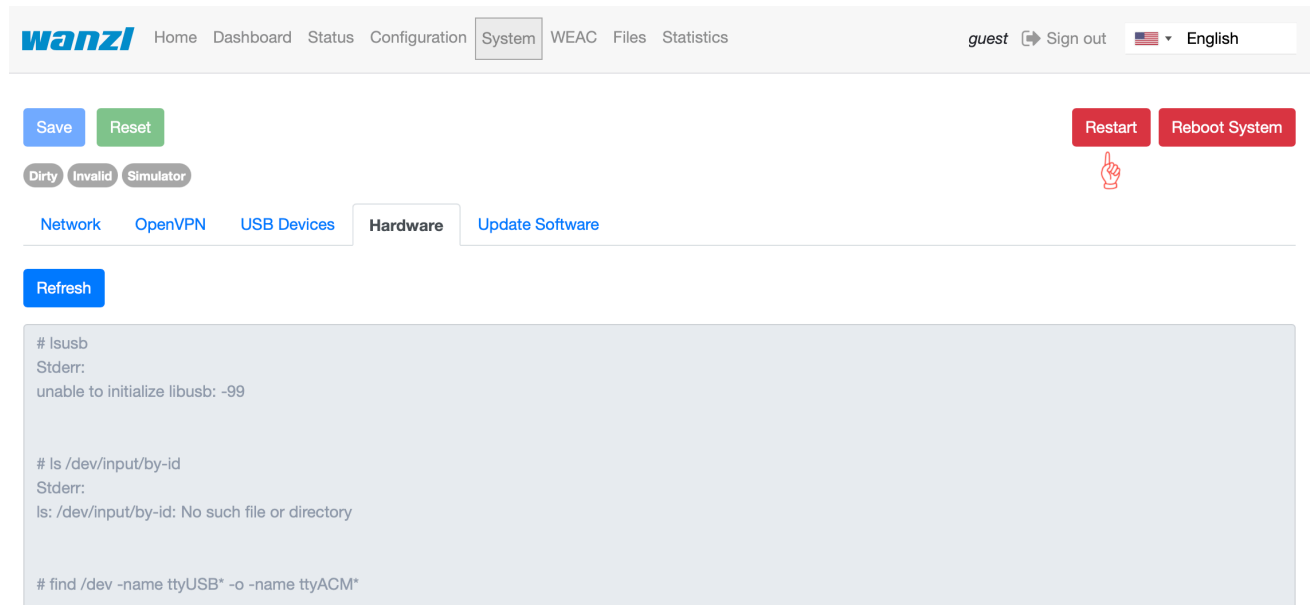 wanzl Home Dashboard Status Configuration System WEAC Files Statistics guest Sign out English
Save Reset Restart Reboot System
Dirty Invalid Simulator
Network OpenVPN USB Devices Hardware Update Software
Refresh
# lsusb
Stderr:
unable to initialize libusb: -99
# ls /dev/input/by-id
Stderr:
ls: /dev/input/by-id: No such file or directory
# find /dev -name ttyUSB* -o -name ttyACM*